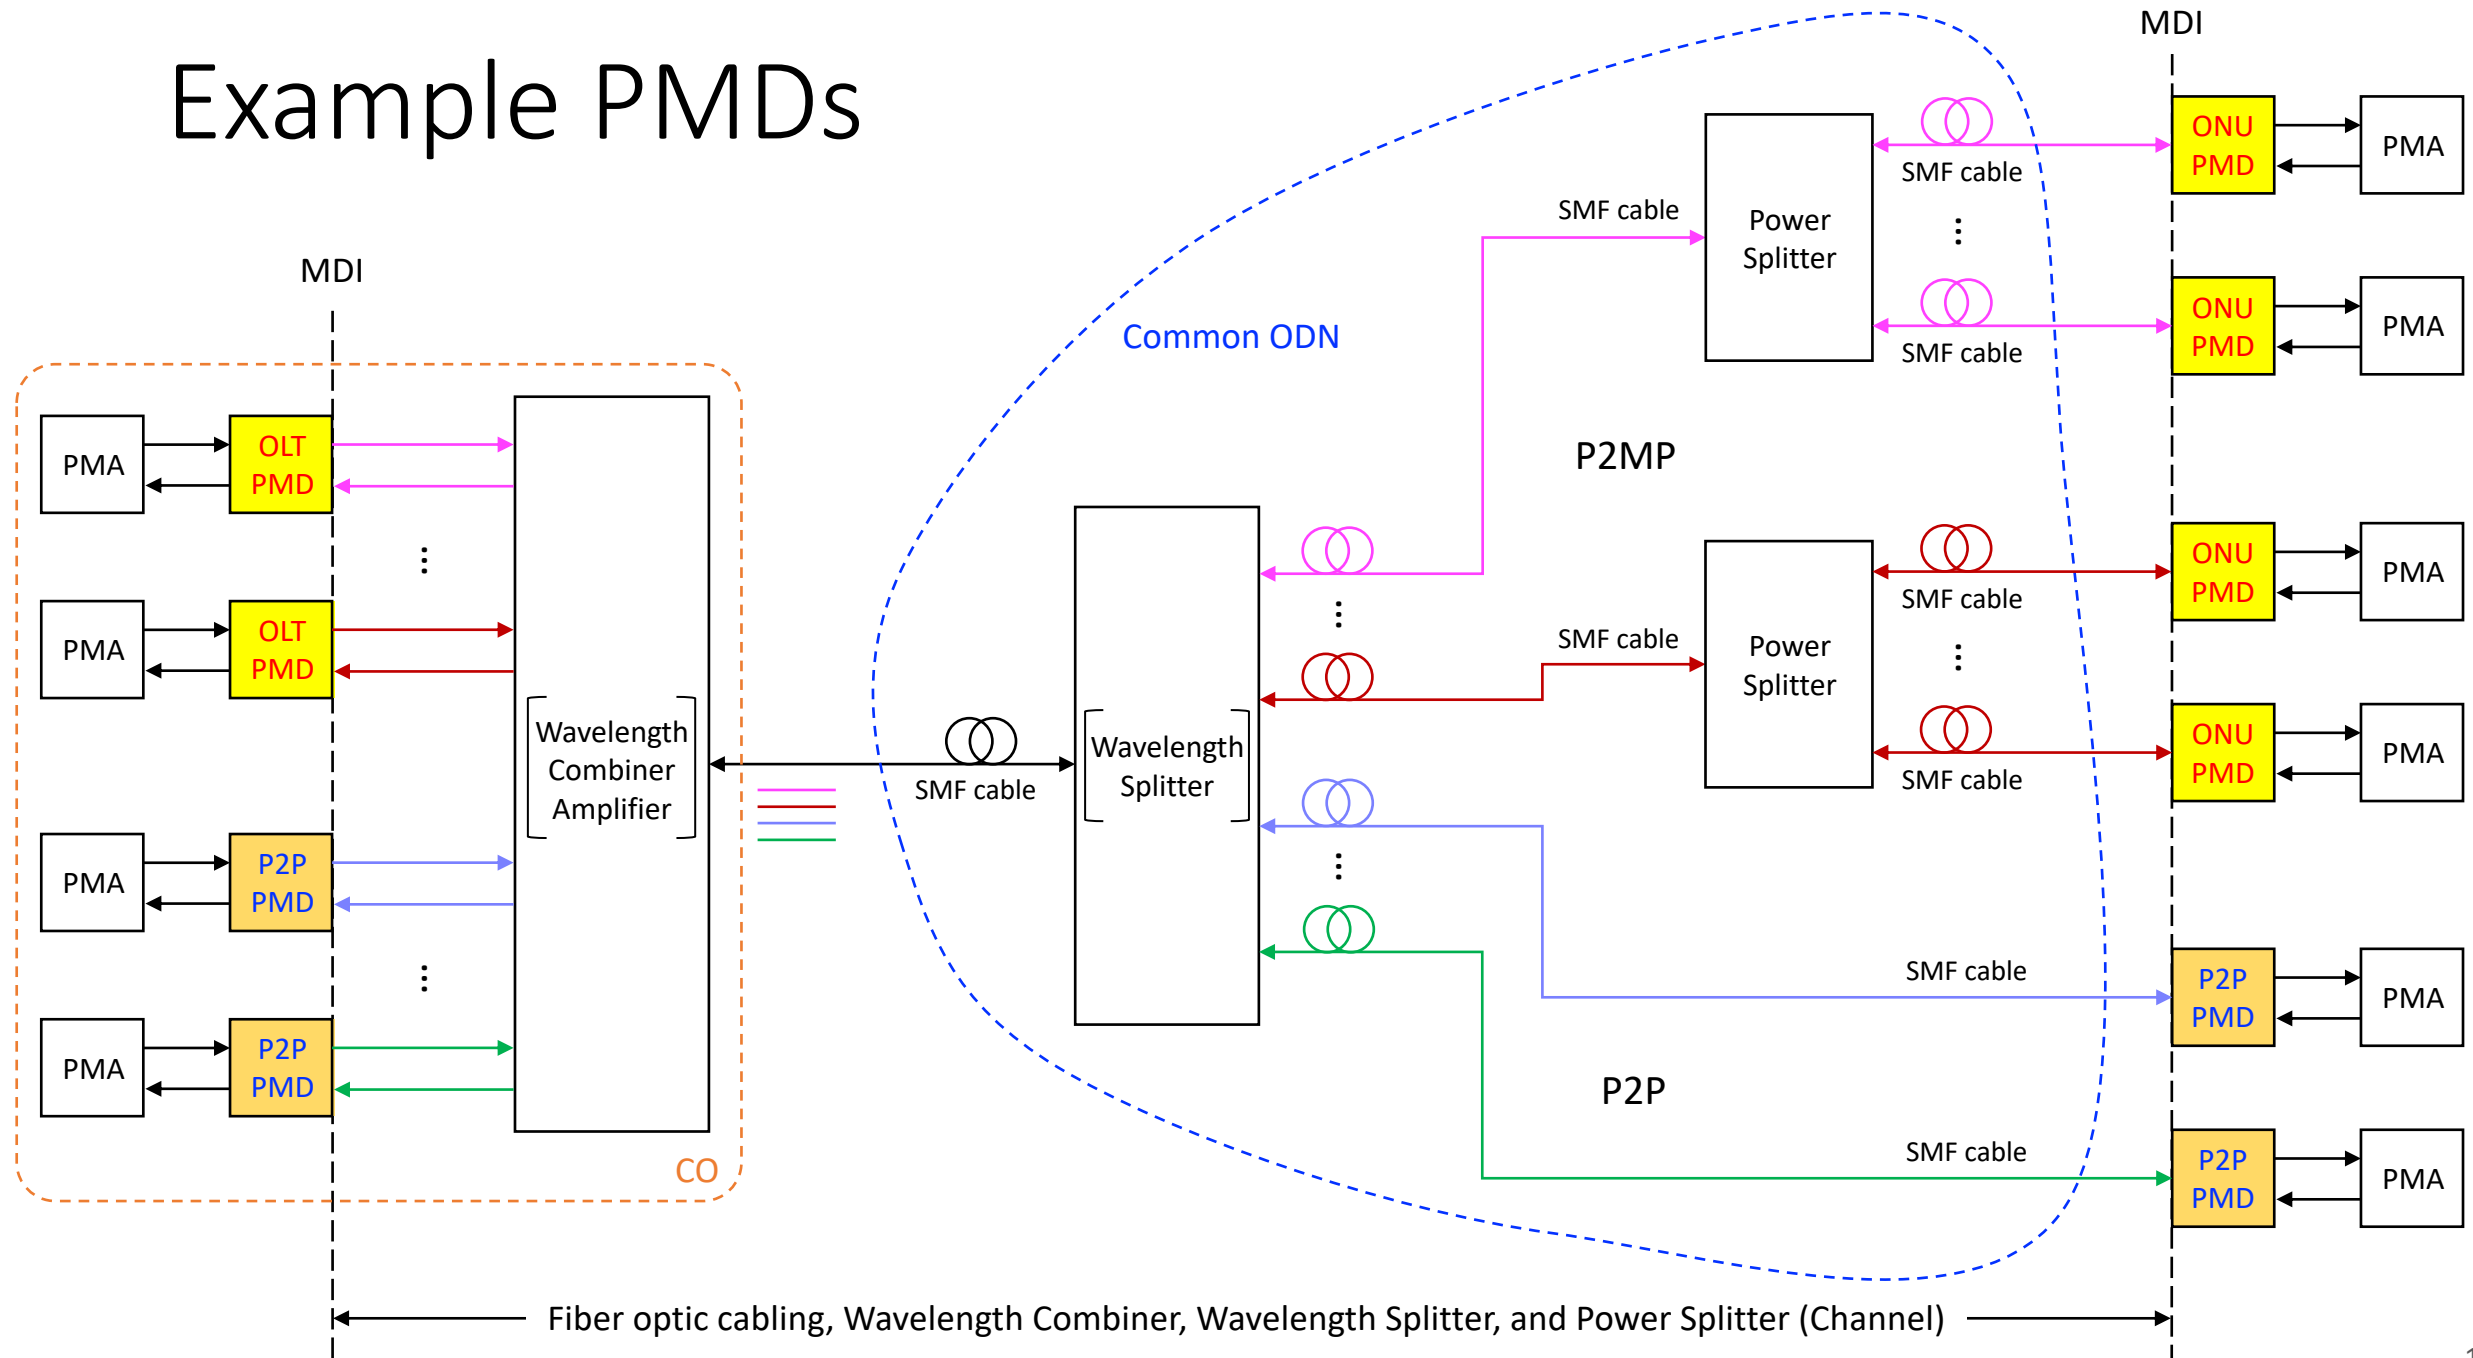 Example PMDs
MDI
MDI
Common ODN
CO
PMA
OLT
PMD
PMA
OLT
PMD
PMA
P2P
PMD
PMA
P2P
PMD
...
...
Wavelength
Combiner
Amplifier
SMF cable
Wavelength
Splitter
...
...
SMF cable
Power
Splitter
SMF cable
...
SMF cable
P2MP
SMF cable
Power
Splitter
SMF cable
...
SMF cable
SMF cable
P2P
SMF cable
ONU
PMD
PMA
ONU
PMD
PMA
ONU
PMD
PMA
ONU
PMD
PMA
P2P
PMD
PMA
P2P
PMD
PMA
Fiber optic cabling, Wavelength Combiner, Wavelength Splitter, and Power Splitter (Channel)